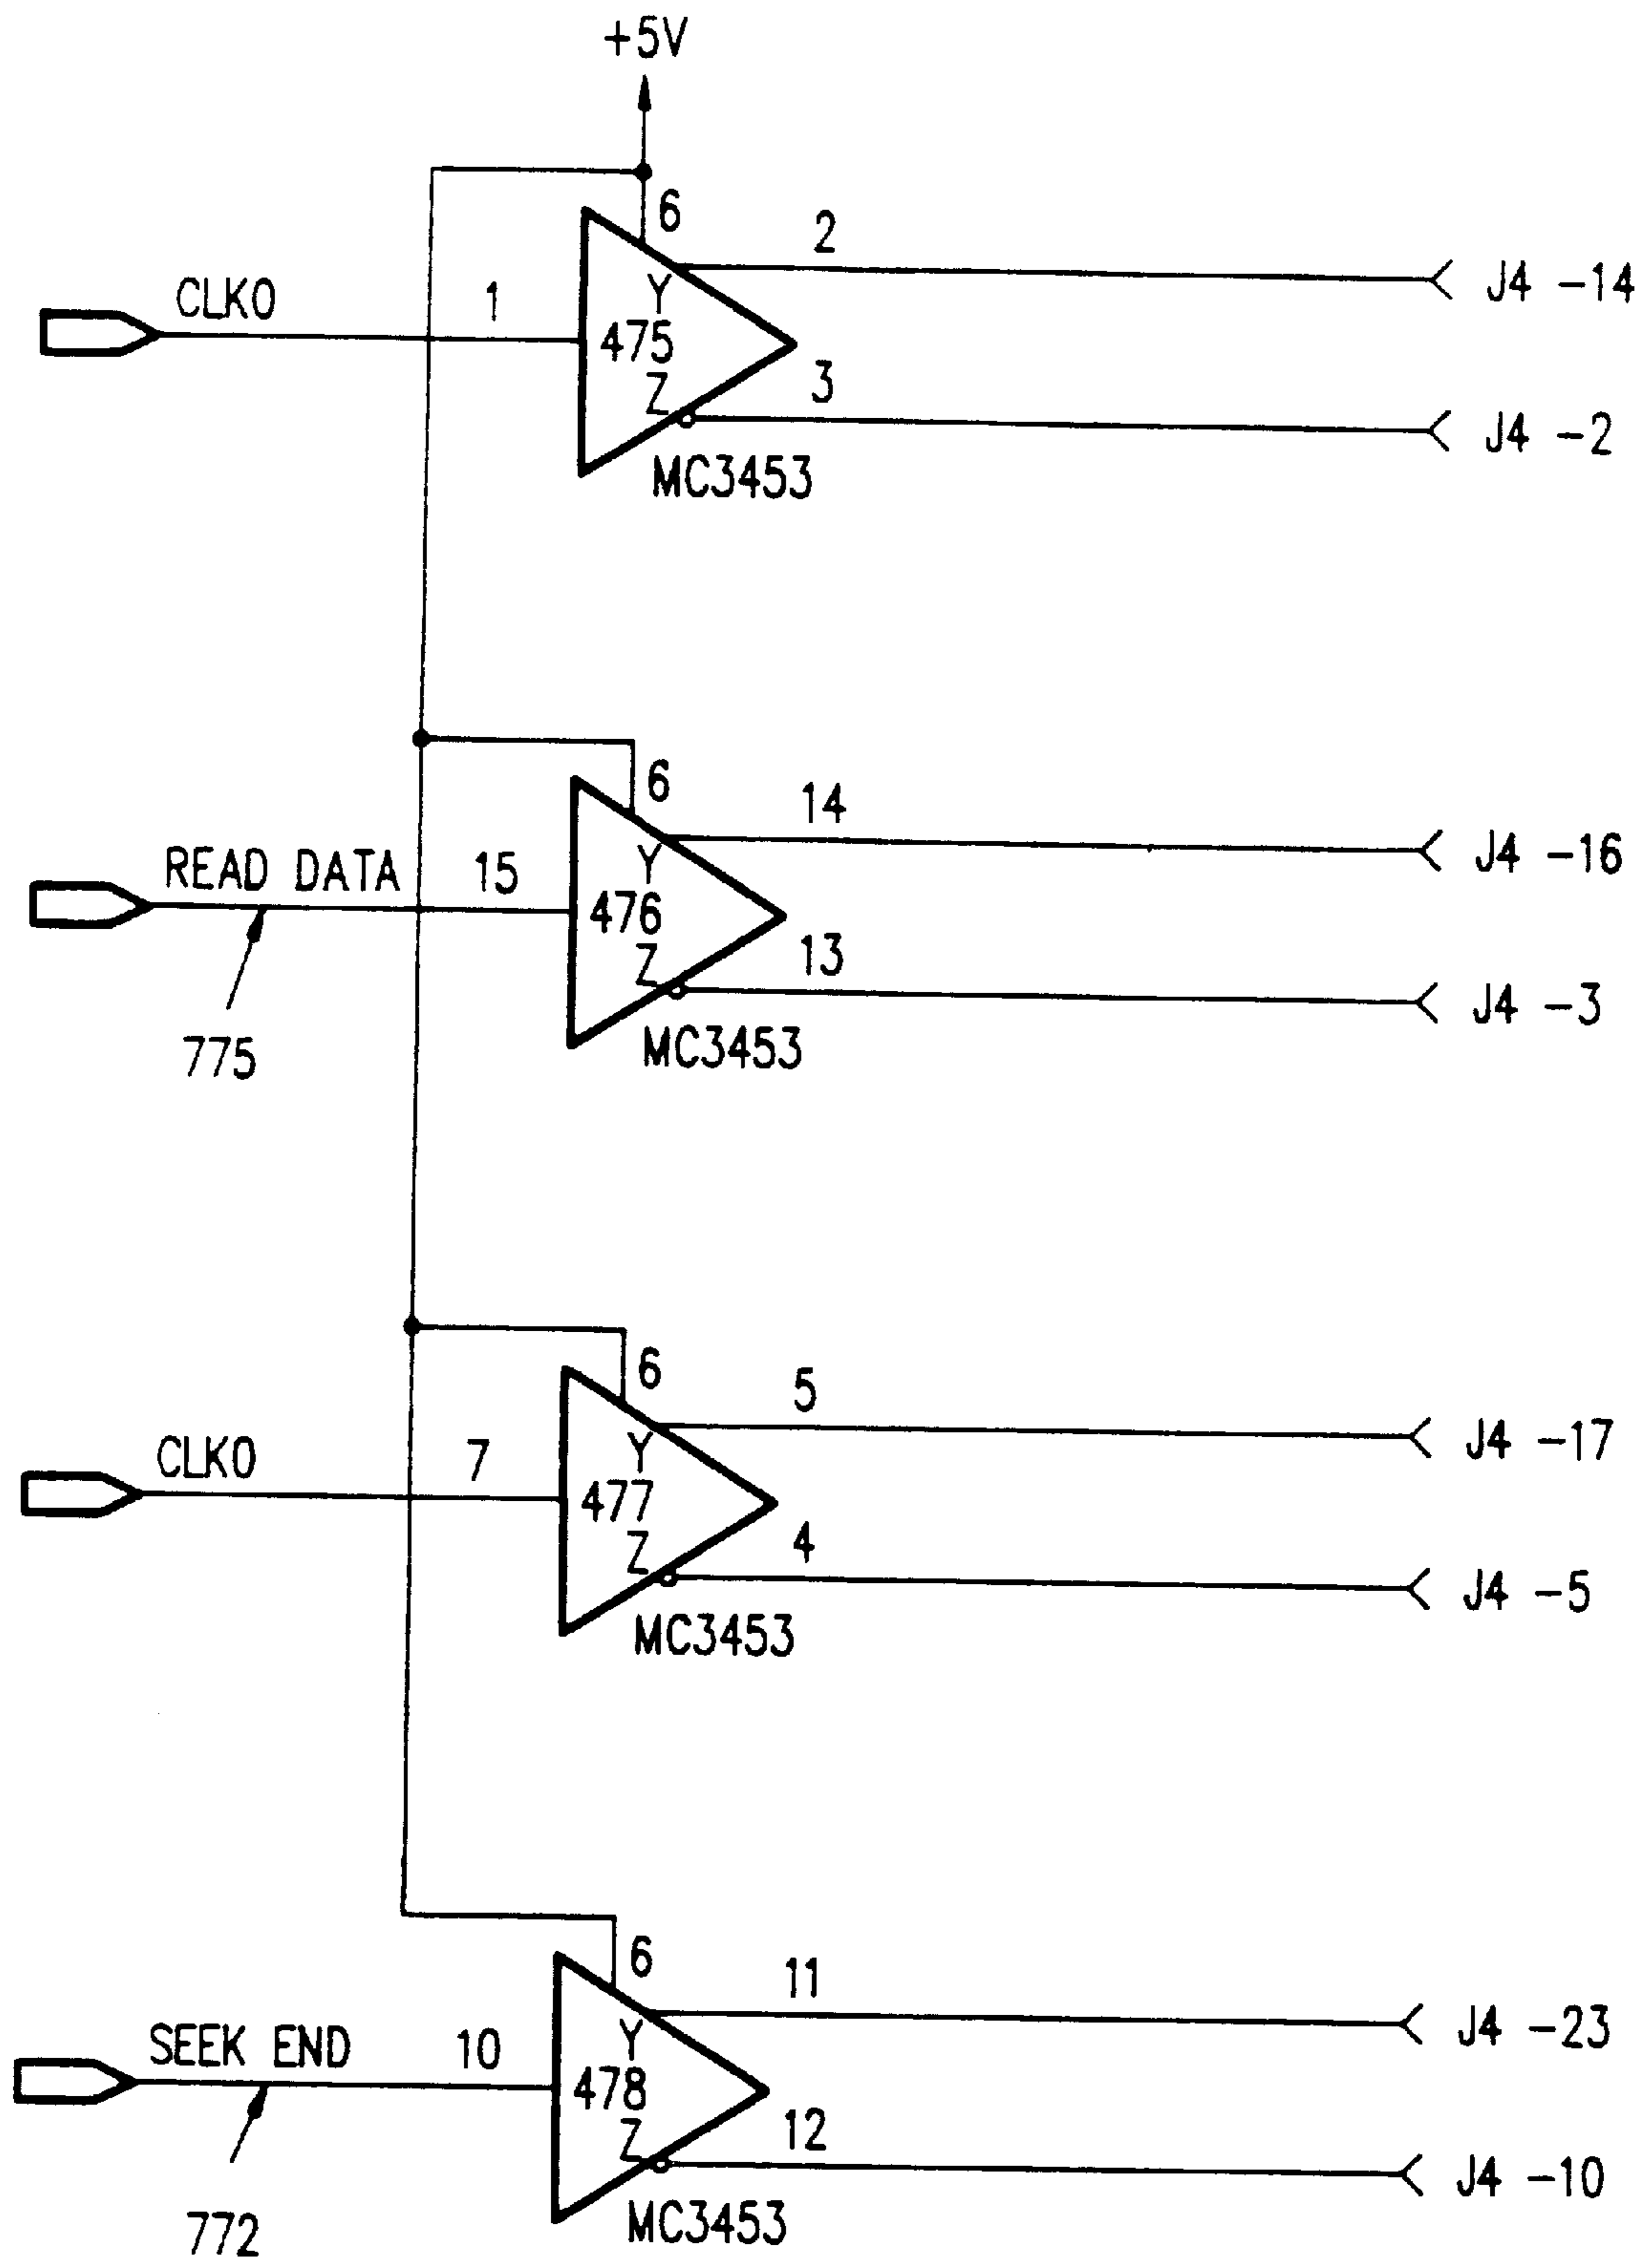 +5V
6
2
CLK0
1
Y
J4 -14
475
3
Z
J4 -2
MC3453
6
14
READ DATA
15
Y
J4 -16
476
13
Z
J4 -3
775
MC3453
6
5
CLK0
7
Y
J4 -17
477
4
Z
J4 -5
MC3453
6
11
SEEK END
10
Y
J4 -23
478
12
Z
J4 -10
772
MC3453